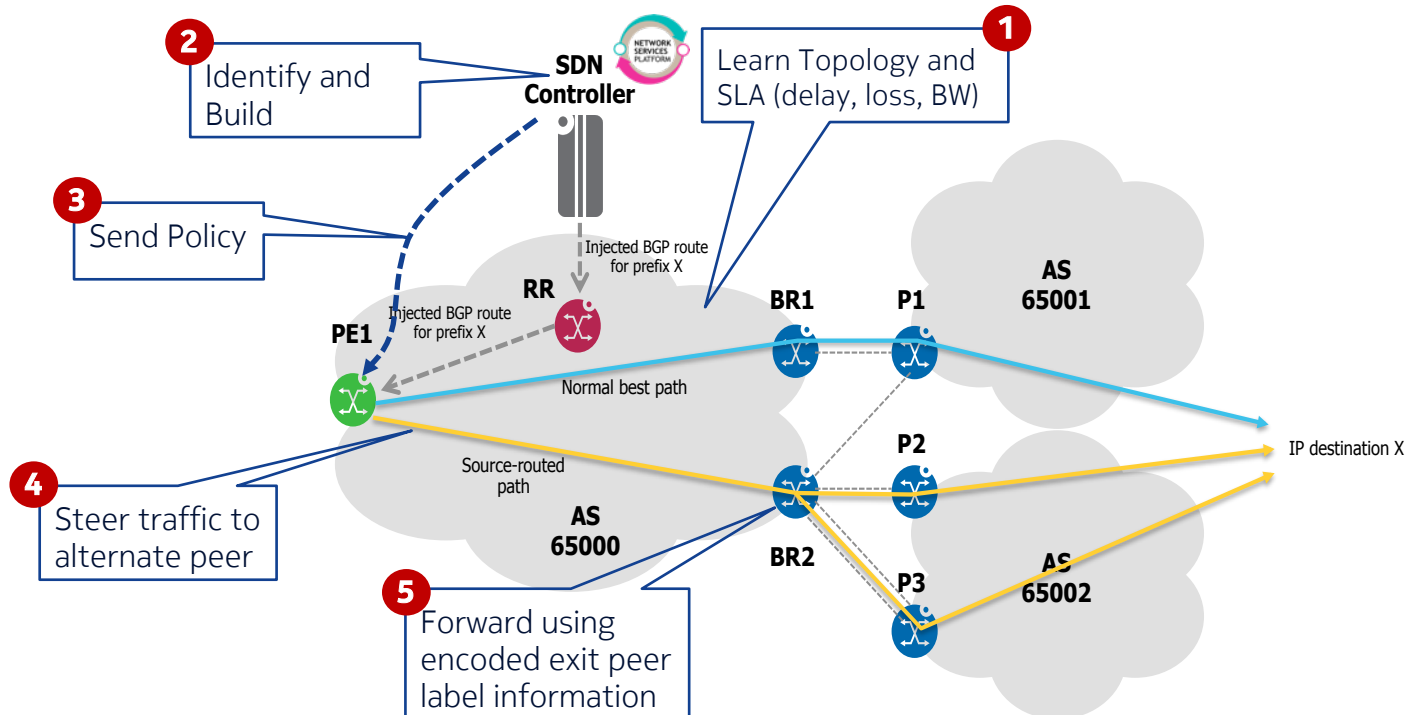 1
2
NETWORK
SERVICES
PLATFORM
Identify and
Build
SDN
Controller
Learn Topology and
SLA (delay, loss, BW)
3
Send Policy
Injected BGP route
for prefix X
RR
Injected BGP route
for prefix X
PE1
BR1
P1
AS
65001
Normal best path
Source-routed
path
P2
IP destination X
4
Steer traffic to
alternate peer
AS
65000
BR2
P3
AS
65002
5
Forward using
encoded exit peer
label information